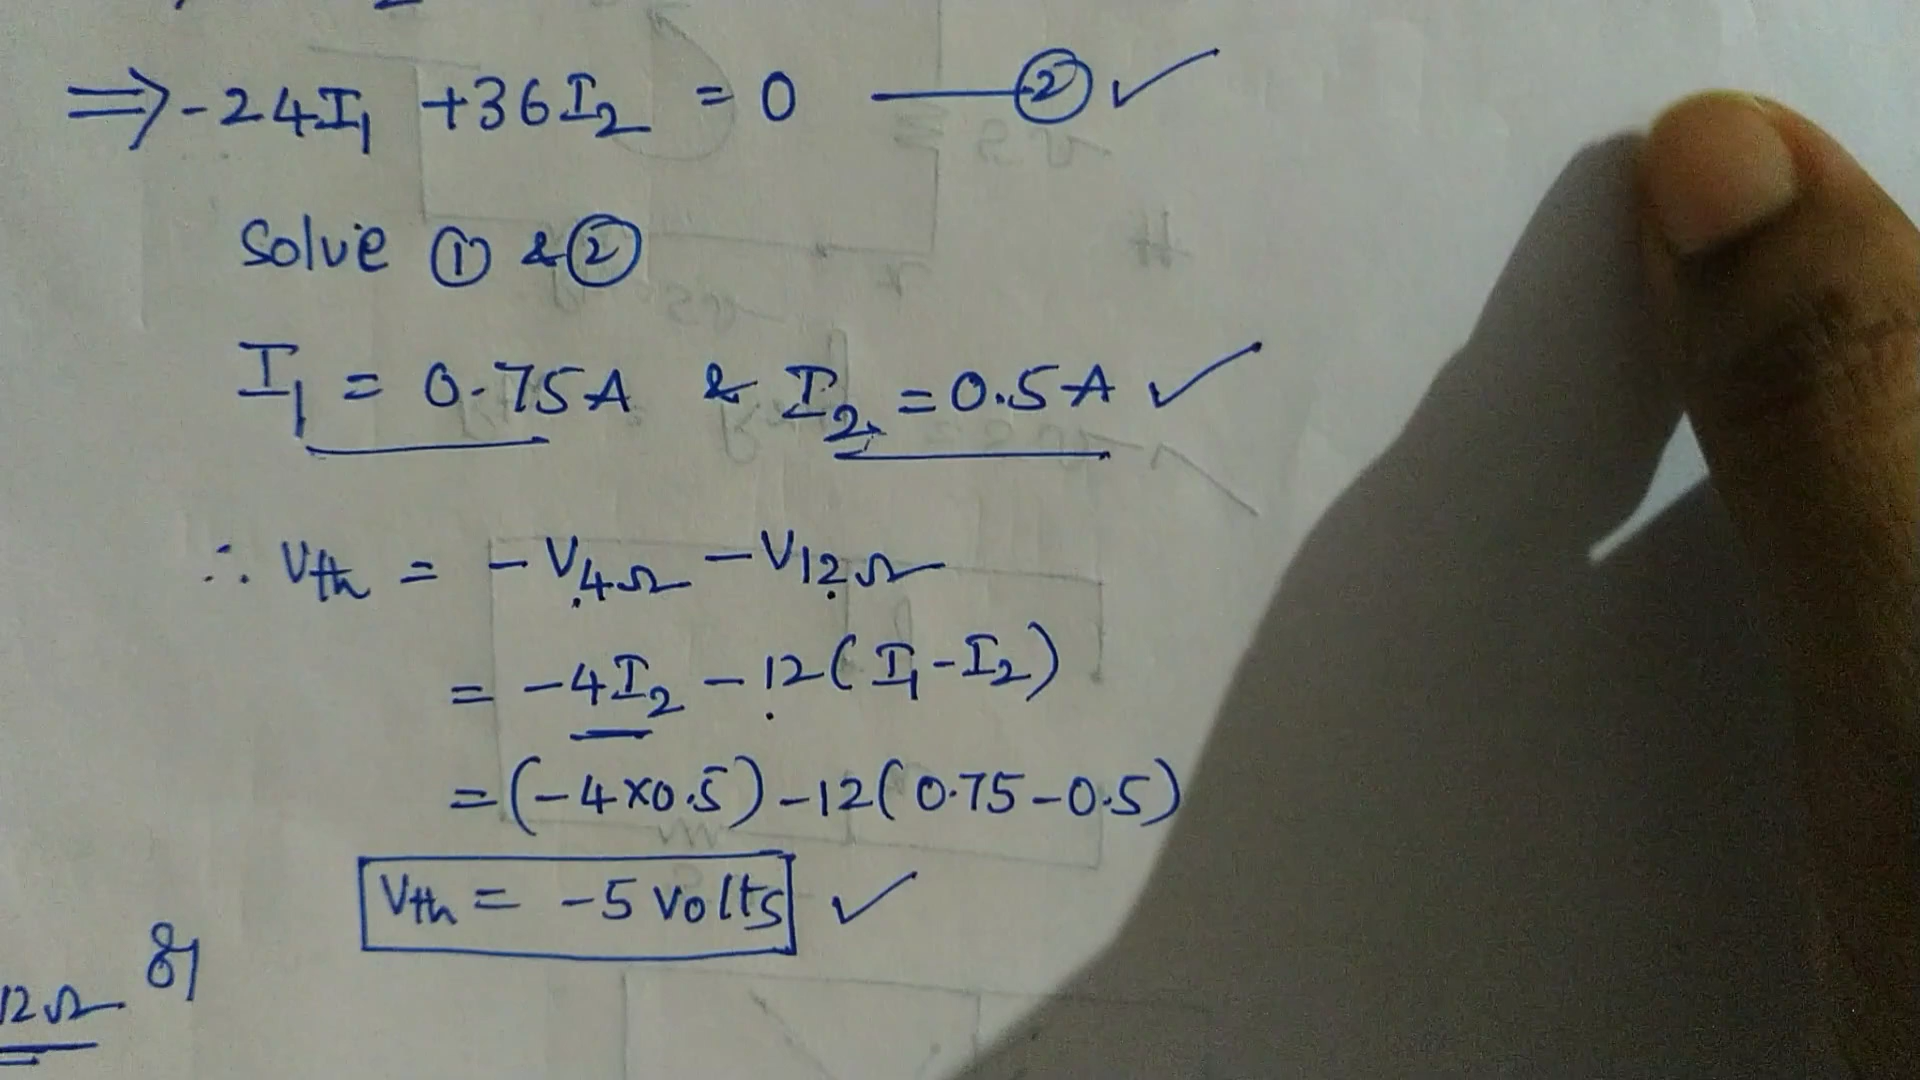 ⇒ -24I₁ +36I₂ = 0 —— ② ✓
Solve ① & ②
I₁ = 0.75A & I₂ = 0.5A ✓
∴ Vth = -V4Ω - V12Ω
= -4I₂ - 12(I₁-I₂)
= (-4×0.5) -12(0.75-0.5)
Vth = -5 Volts ✓
12Ω